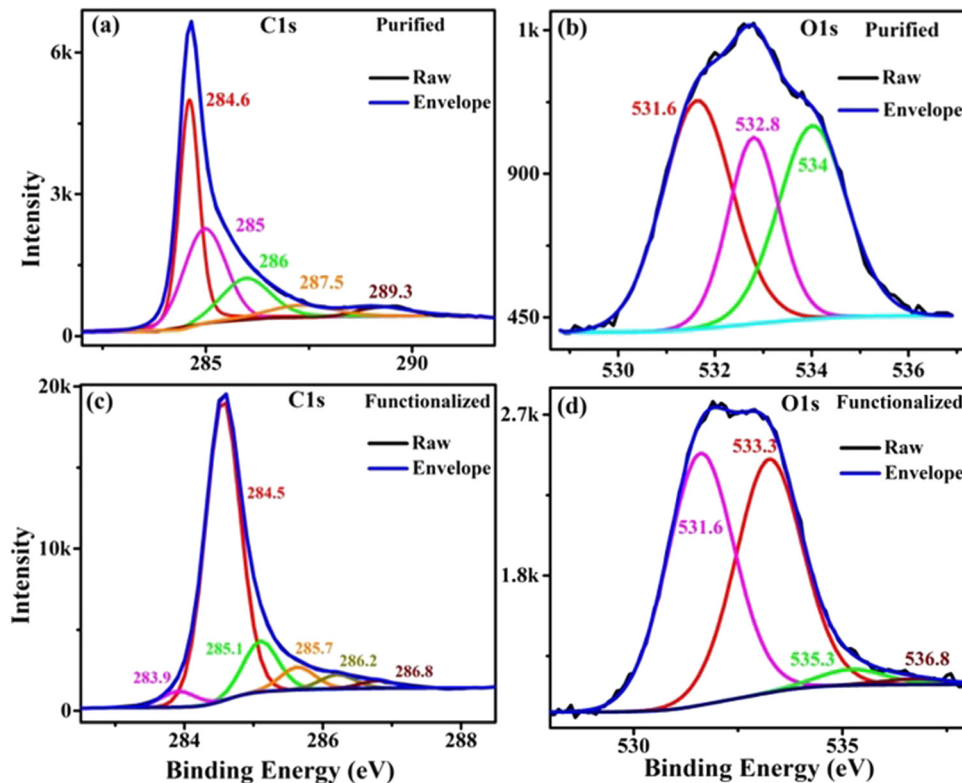 (a)
C1s
Purified
Raw
Envelope
284.6
285
286
287.5
289.3
6k
3k
0
285
290
Intensity
(b)
O1s
Purified
Raw
Envelope
531.6
532.8
534
1k
900
450
530
532
534
536
(c)
C1s
Functionalized
Raw
Envelope
284.5
283.9
285.1
285.7
286.2
286.8
20k
10k
0
284
286
288
Intensity
Binding Energy (eV)
(d)
O1s
Functionalized
Raw
Envelope
533.3
531.6
535.3
536.8
2.7k
1.8k
530
535
Binding Energy (eV)